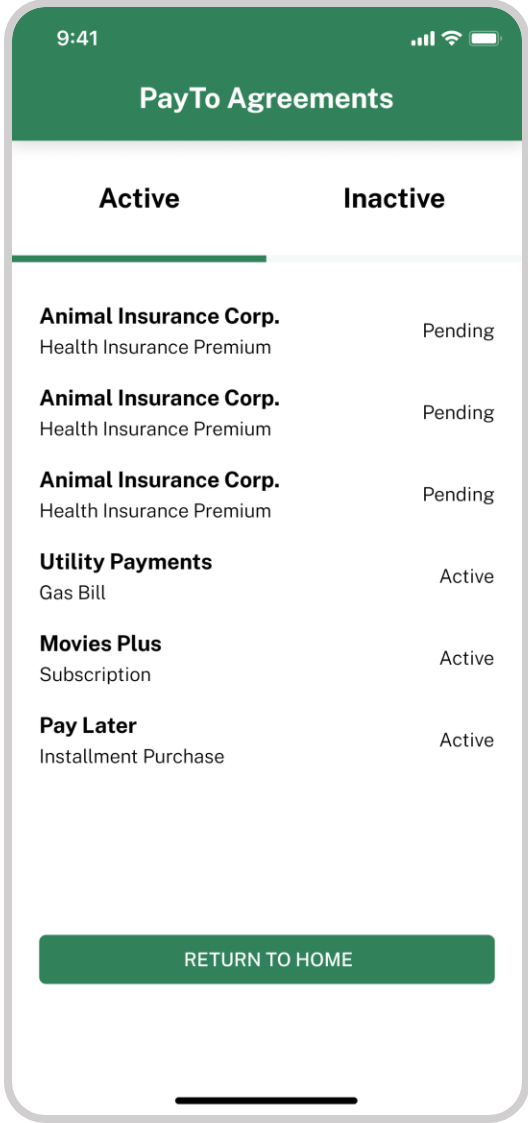 9:41
PayTo Agreements
Active Inactive
Animal Insurance Corp.
Health Insurance Premium
Pending
Animal Insurance Corp.
Health Insurance Premium
Pending
Animal Insurance Corp.
Health Insurance Premium
Pending
Utility Payments
Gas Bill
Active
Movies Plus
Subscription
Active
Pay Later
Installment Purchase
Active
RETURN TO HOME